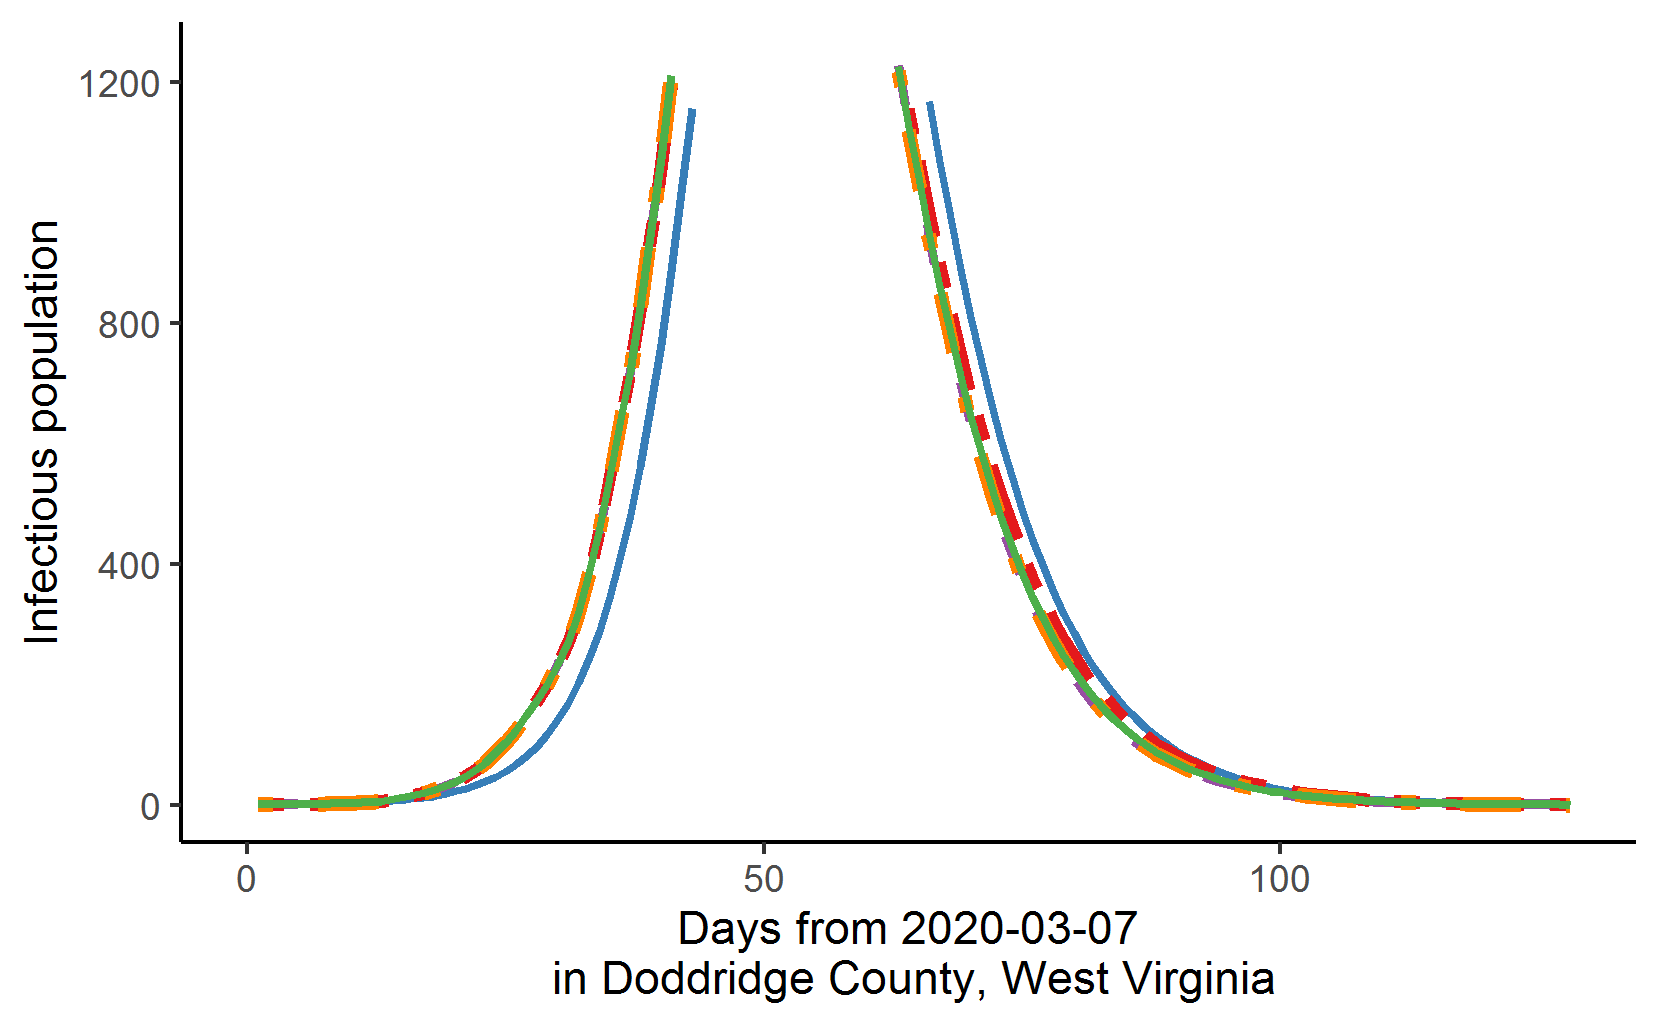 Infectious population
1200
800
400
0
0 50 100
Days from 2020-03-07
in Doddridge County, West Virginia